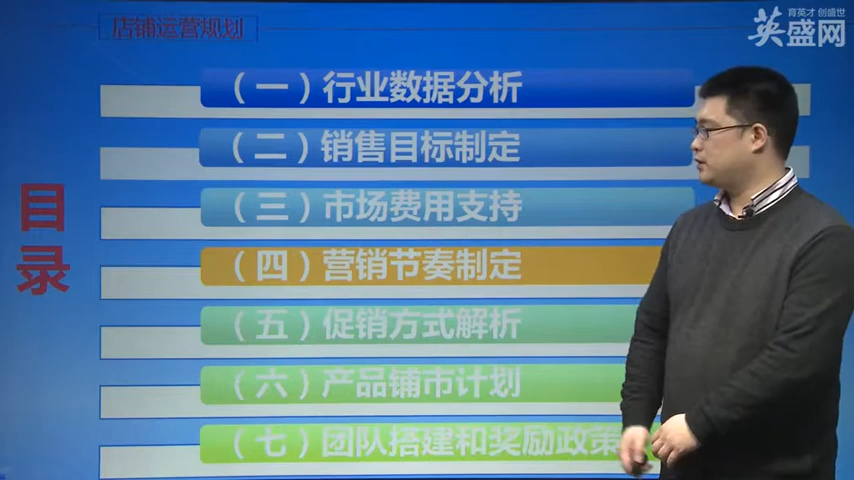 店铺运营规划
育英才 创盛世
英盛网
目录
（一）行业数据分析
（二）销售目标制定
（三）市场费用支持
（四）营销节奏制定
（五）促销方式解析
（六）产品铺市计划
（七）团队搭建和奖励政策